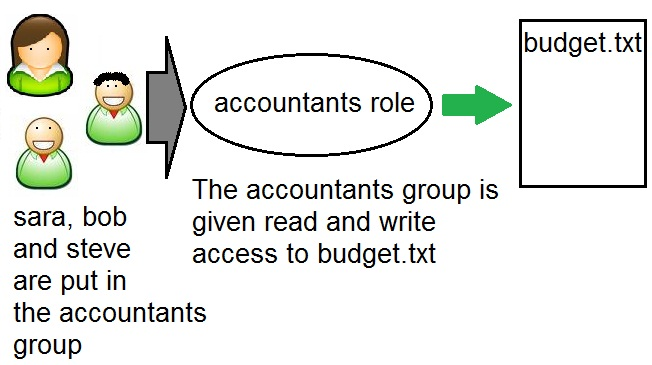 budget.txt
accountants role
The accountants group is
given read and write
access to budget.txt
sara, bob
and steve
are put in
the accountants
group